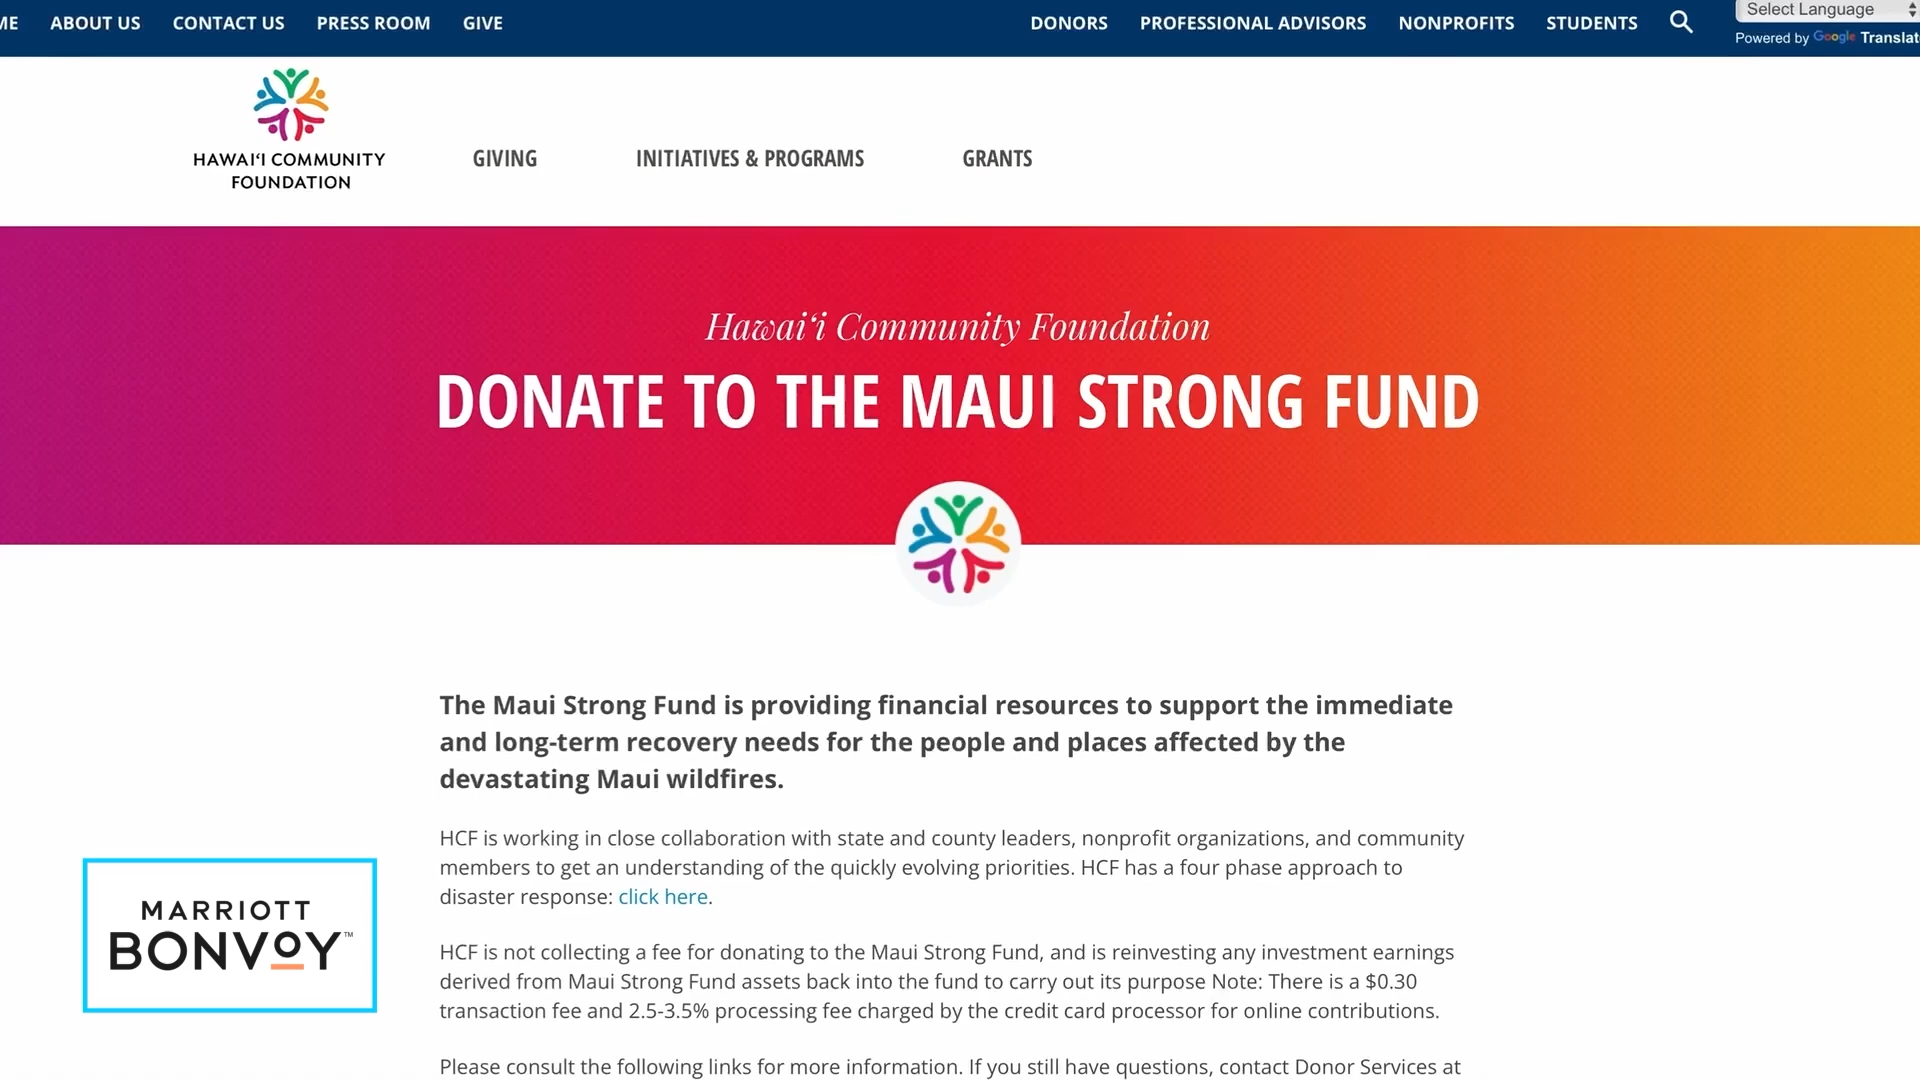 ME ABOUT US CONTACT US PRESS ROOM GIVE DONORS PROFESSIONAL ADVISORS NONPROFITS STUDENTS Select Language
Powered by Google Translat
HAWAIʻI COMMUNITY
FOUNDATION
GIVING INITIATIVES & PROGRAMS GRANTS
Hawaiʻi Community Foundation
DONATE TO THE MAUI STRONG FUND
The Maui Strong Fund is providing financial resources to support the immediate
and long-term recovery needs for the people and places affected by the
devastating Maui wildfires.
HCF is working in close collaboration with state and county leaders, nonprofit organizations, and community
members to get an understanding of the quickly evolving priorities. HCF has a four phase approach to
disaster response: click here.
HCF is not collecting a fee for donating to the Maui Strong Fund, and is reinvesting any investment earnings
derived from Maui Strong Fund assets back into the fund to carry out its purpose Note: There is a $0.30
transaction fee and 2.5-3.5% processing fee charged by the credit card processor for online contributions.
Please consult the following links for more information. If you still have questions, contact Donor Services at
MARRIOTT
BONVOY™